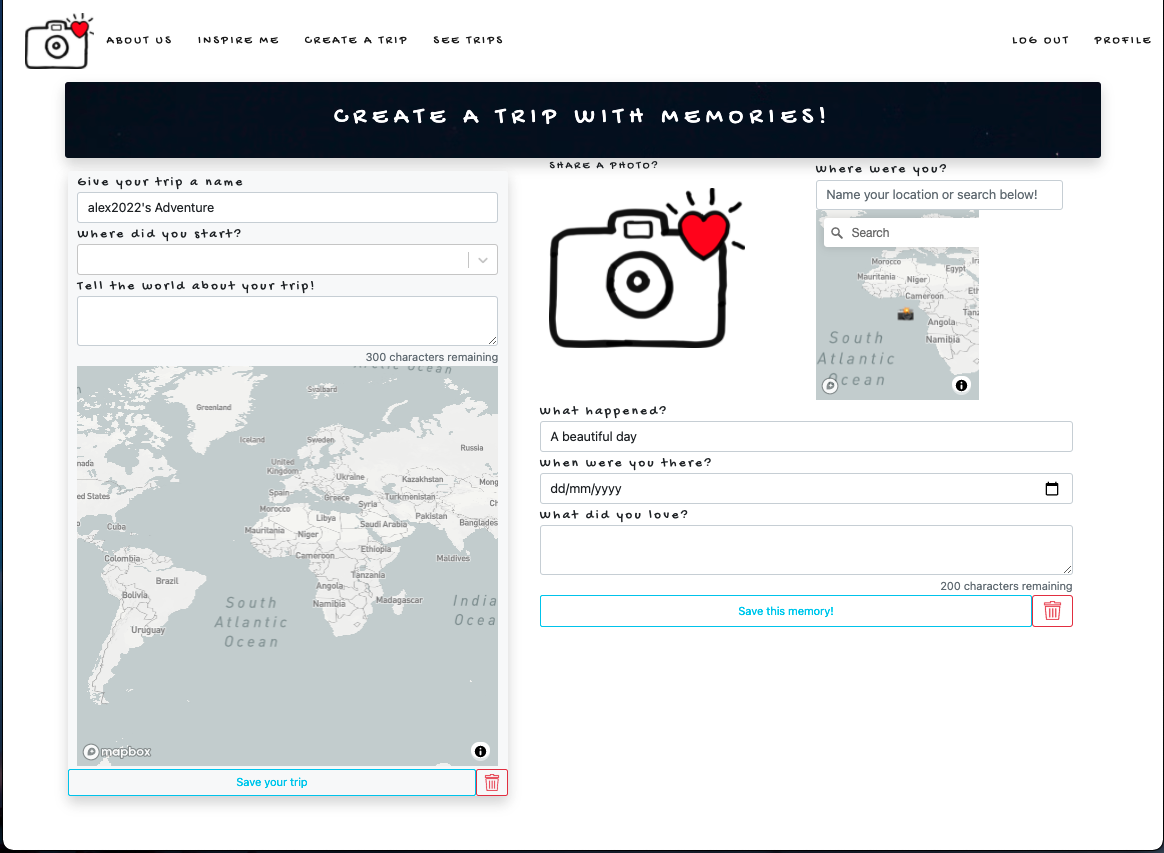 ABOUT US INSPIRE ME CREATE A TRIP SEE TRIPS LOG OUT PROFILE
CREATE A TRIP WITH MEMORIES!
Give your trip a name
alex2022's Adventure
Where did you start?
Tell the world about your trip!
300 characters remaining
Arctic Ocean
Svalbard
Greenland
Iceland
Sweden
Russia
nada
United
Kingdom
Ukraine
Kazakhstan
Mong
ed States
Spain
Greece
Syria
Turkmenistan
Ch
Morocco
Libya
Pakistan
Cuba
Mauritania
Niger
Saudi Arabia
Bangladesh
Colombia
Cameroon
Ethiopia
Maldives
Brazil
Tanzania
Bolivia
Angola
Namibia
Madagascar
South
Atlantic
Ocean
India
Ocea
Uruguay
mapbox
Save your trip
SHARE A PHOTO?
Where were you?
Name your location or search below!
Search
Morocco
Egypt
Ir
Mauritania
Niger
Cameroon
Eth
Tanz
Angola
Namibia
South
Atlantic
Ocean
What happened?
A beautiful day
When were you there?
dd/mm/yyyy
What did you love?
200 characters remaining
Save this memory!